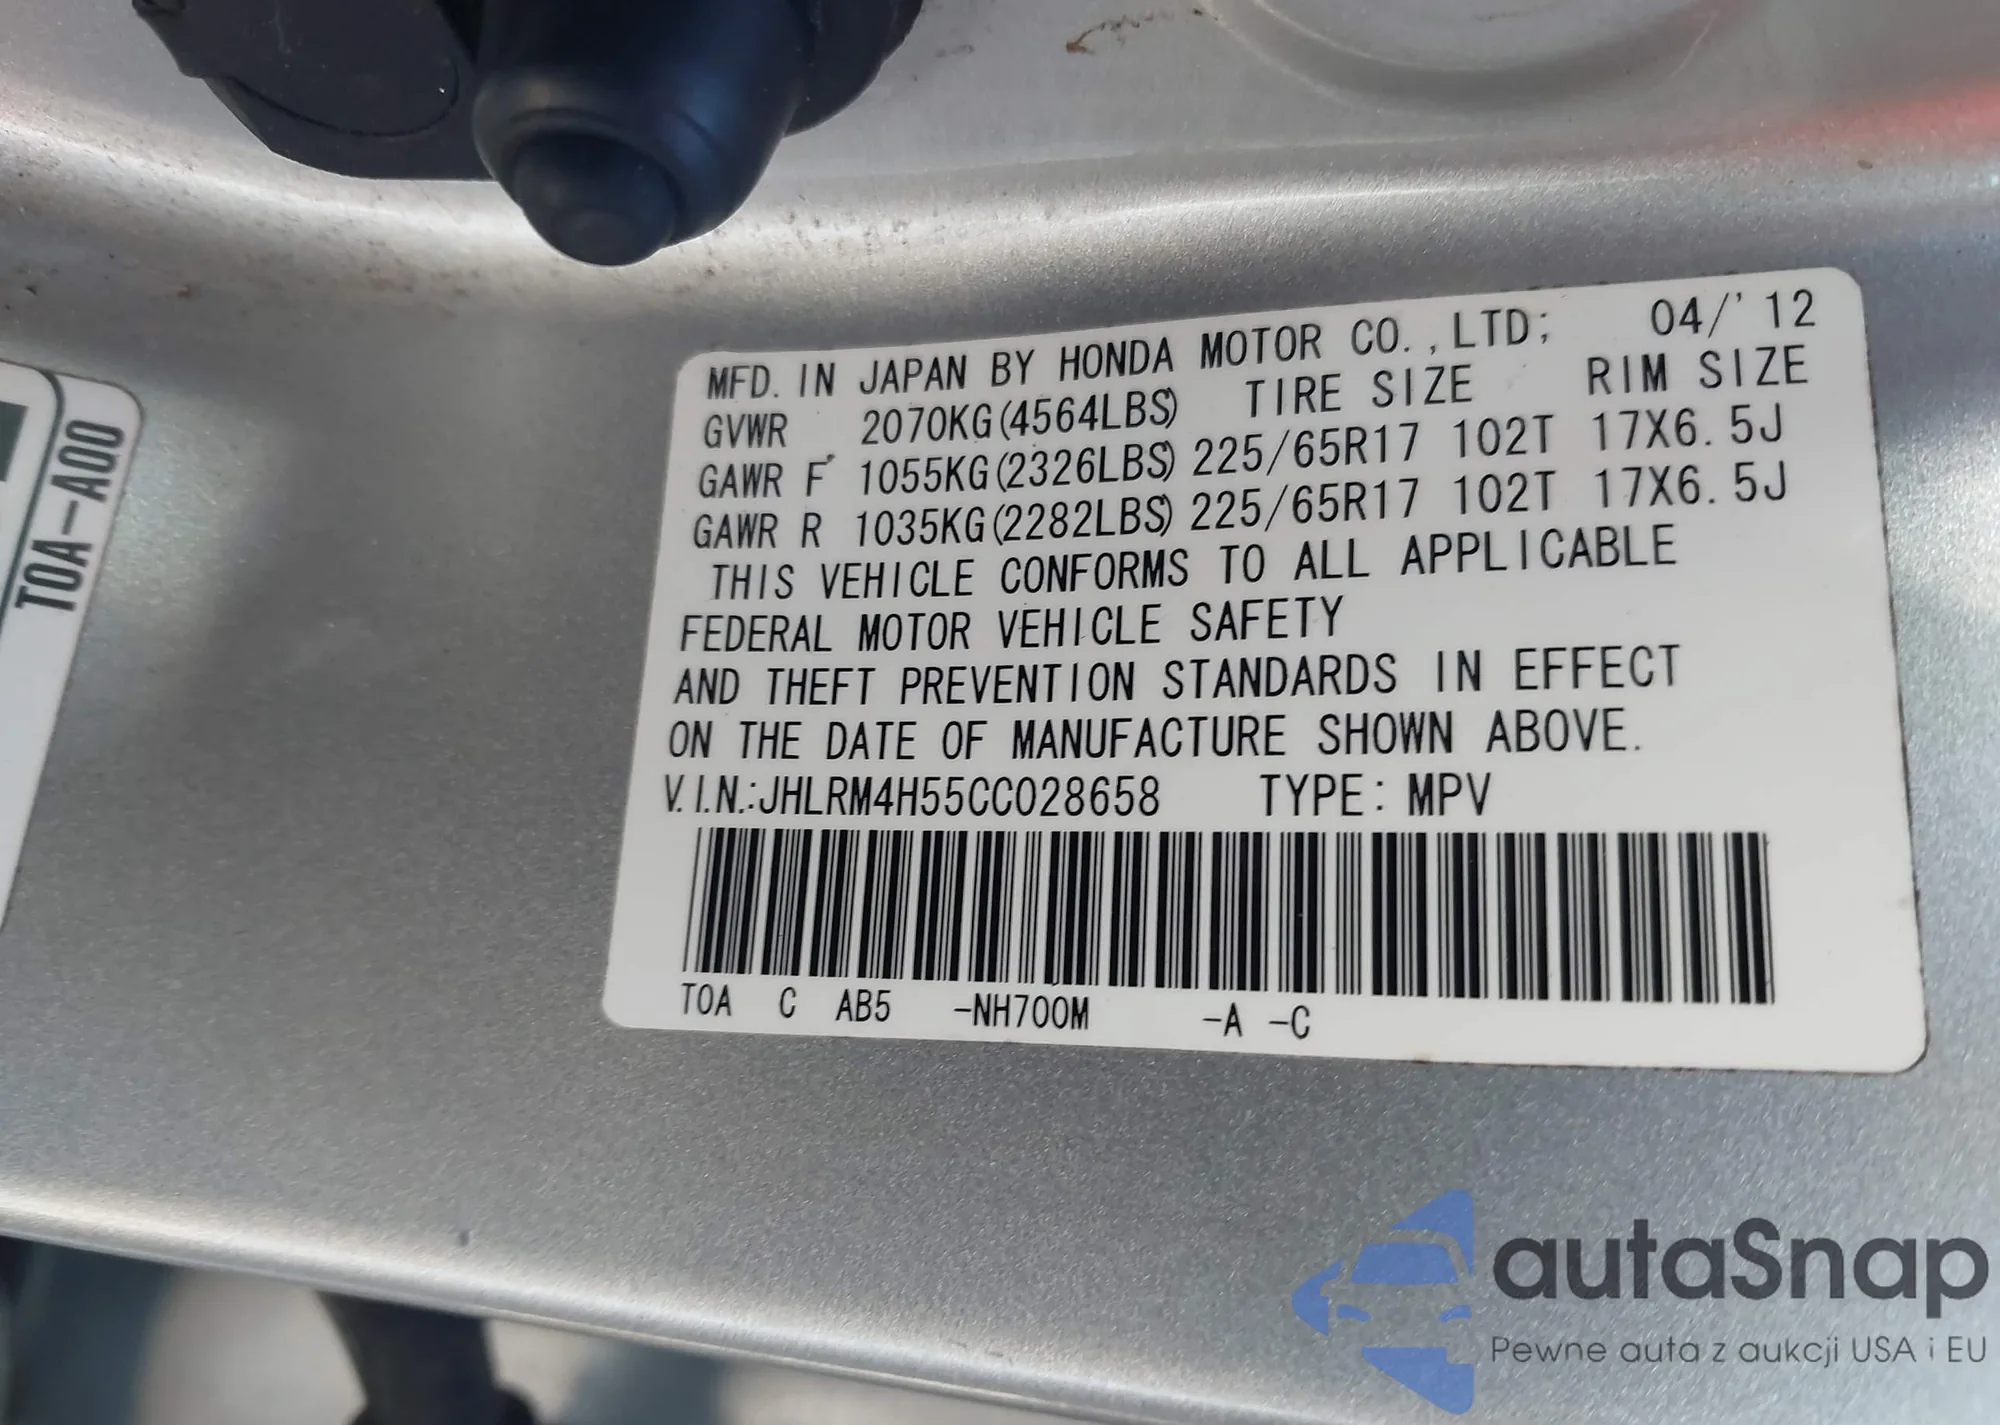 MFD. IN JAPAN BY HONDA MOTOR CO.,LTD; 04/'12
GVWR 2070KG(4564LBS) TIRE SIZE RIM SIZE
GAWR F 1055KG(2326LBS) 225/65R17 102T 17X6.5J
GAWR R 1035KG(2282LBS) 225/65R17 102T 17X6.5J
THIS VEHICLE CONFORMS TO ALL APPLICABLE
FEDERAL MOTOR VEHICLE SAFETY
AND THEFT PREVENTION STANDARDS IN EFFECT
ON THE DATE OF MANUFACTURE SHOWN ABOVE.
V.I.N.:JHLRM4H55CC028658 TYPE: MPV
TOA C AB5 -NH700M -A -C
TOA-A00
autoSnap
Pewne auta z aukcji USA i EU